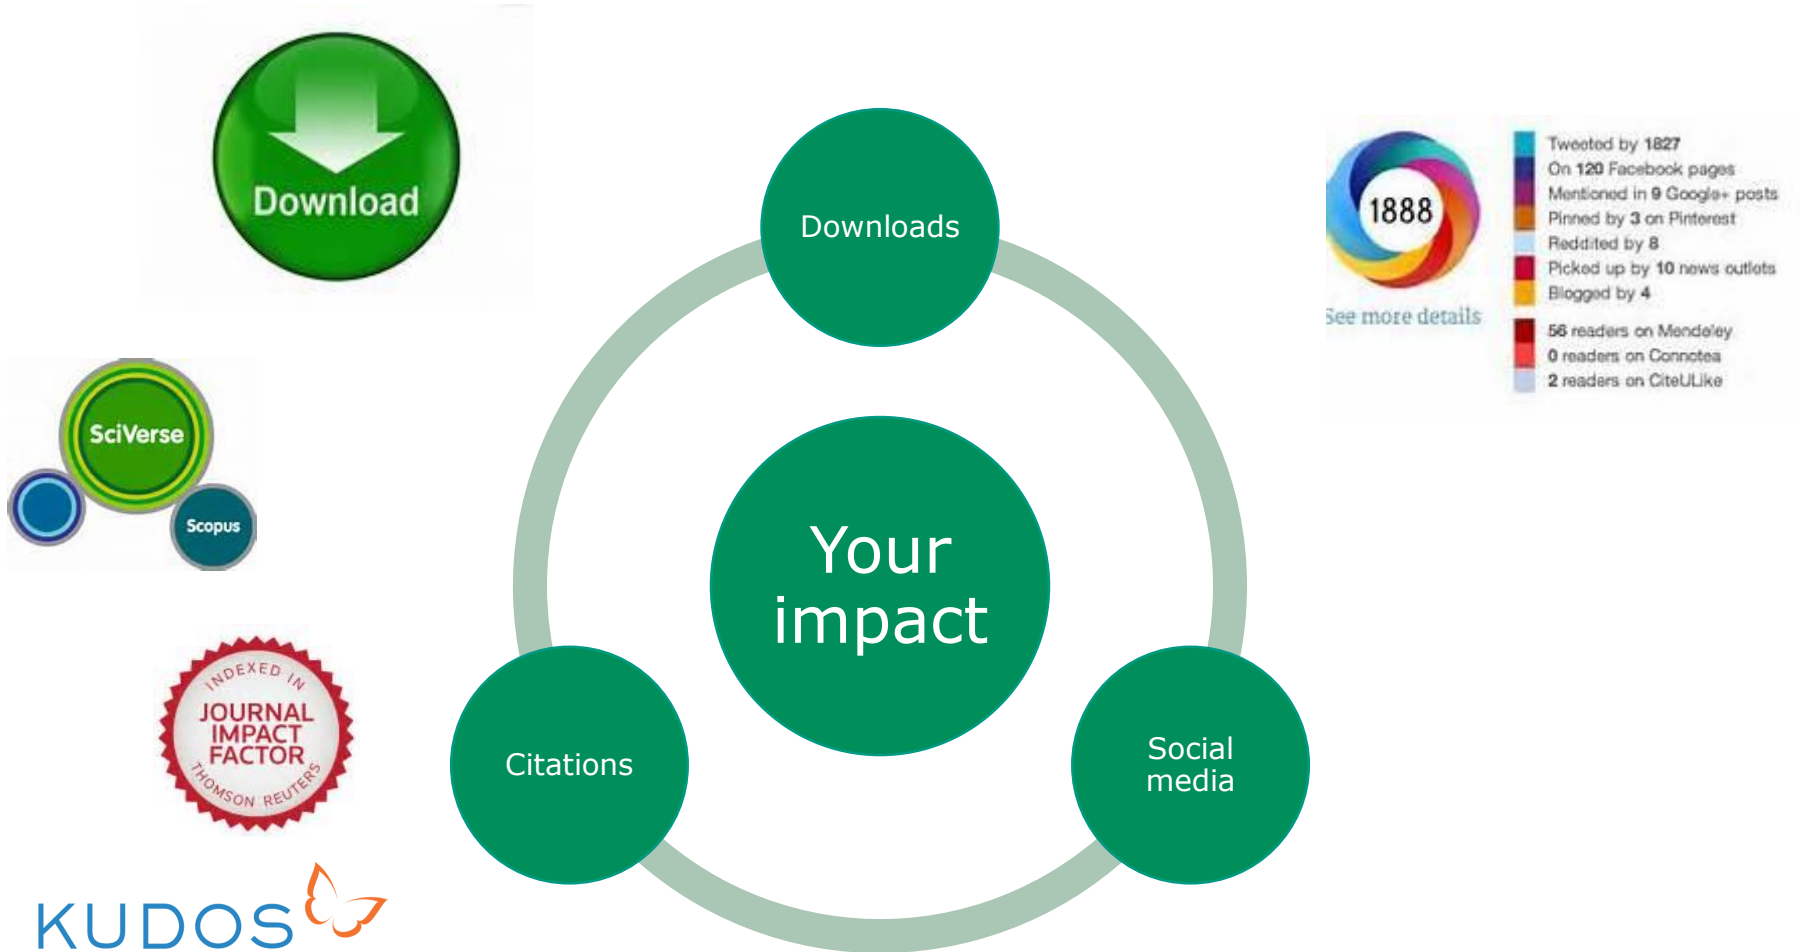 Download
Downloads
1888
See more details
Tweeted by 1827
On 120 Facebook pages
Mentioned in 9 Google+ posts
Pinned by 3 on Pinterest
Reddited by 8
Picked up by 10 news outlets
Blogged by 4
56 readers on Mendeley
0 readers on Connotea
2 readers on CiteULike
SciVerse
Scopus
Your
impact
INDEXED IN
JOURNAL
IMPACT
FACTOR
THOMSON REUTERS
Citations
Social
media
KUDOS